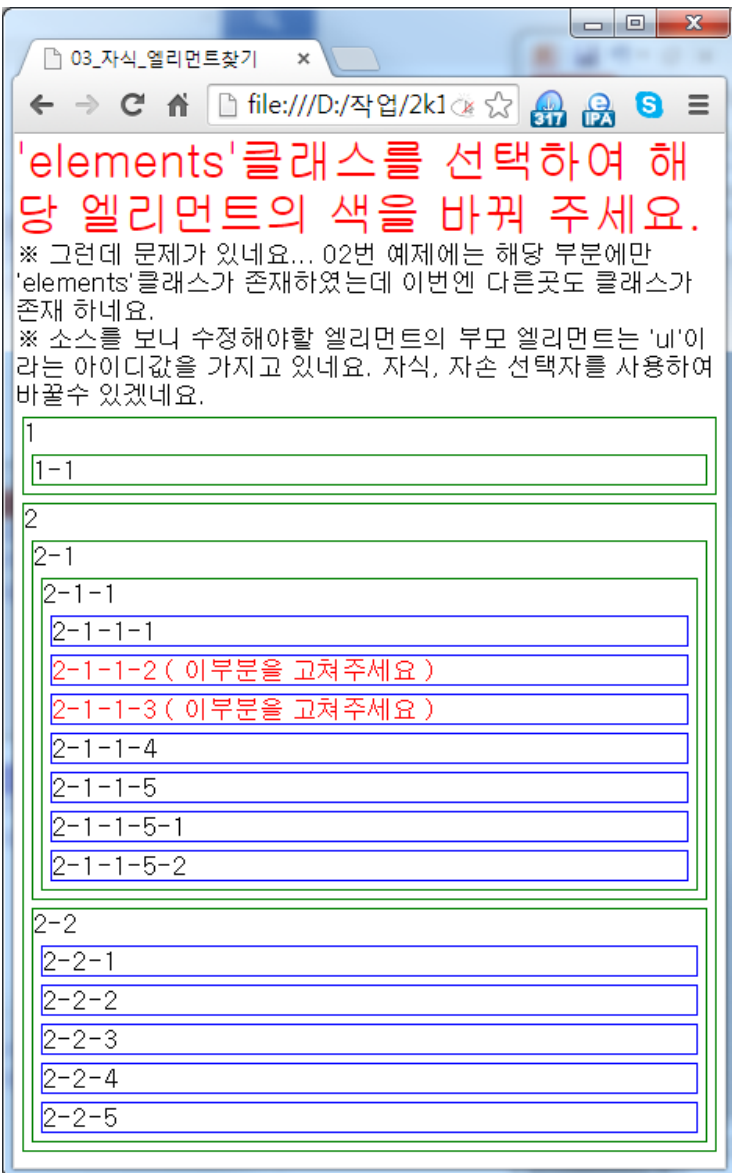 03_자식_엘리먼트찾기
file:///D:/작업/2k1
317
IPA
'elements'클래스를 선택하여 해
당 엘리먼트의 색을 바꿔 주세요.
※ 그런데 문제가 있네요... 02번 예제에는 해당 부분에만
'elements'클래스가 존재하였는데 이번엔 다른곳도 클래스가
존재 하네요.
※ 소스를 보니 수정해야할 엘리먼트의 부모 엘리먼트는 'ul'이
라는 아이디값을 가지고 있네요. 자식, 자손 선택자를 사용하여
바꿀수 있겠네요.
1
1-1
2
2-1
2-1-1
2-1-1-1
2-1-1-2 ( 이부분을 고쳐주세요 )
2-1-1-3 ( 이부분을 고쳐주세요 )
2-1-1-4
2-1-1-5
2-1-1-5-1
2-1-1-5-2
2-2
2-2-1
2-2-2
2-2-3
2-2-4
2-2-5